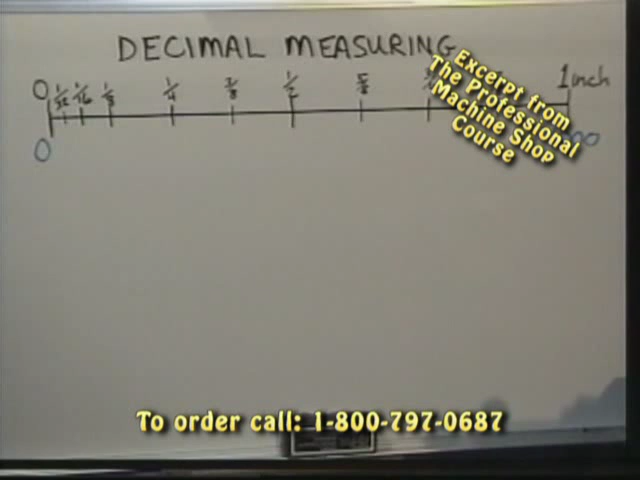 DECIMAL MEASURING
0 1/32 1/16 1/8 1/4 3/8 1/2 5/8 1 inch
0
Excerpt from
The Professional
Machine Shop
Course
To order call: 1-800-797-0687